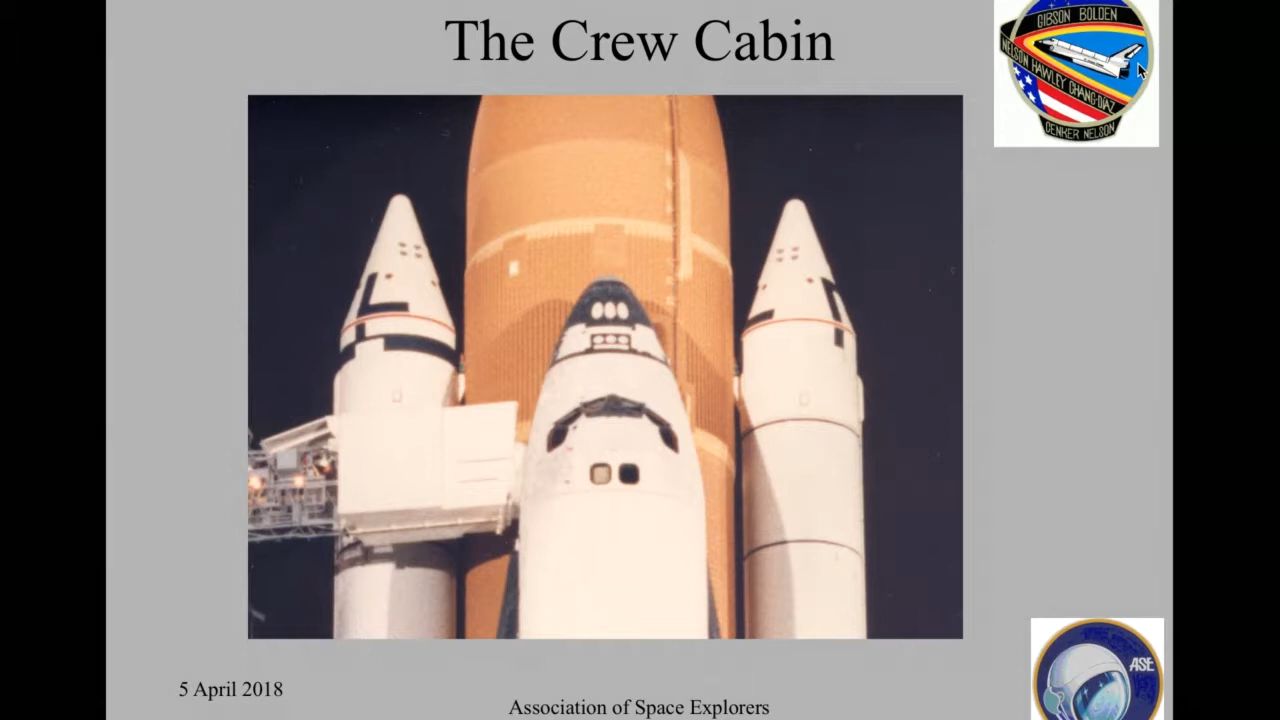 The Crew Cabin
GIBSON BOLDEN
NELSON HAWLEY CHANG-DIAZ
CENKER NELSON
ASE
5 April 2018
Association of Space Explorers